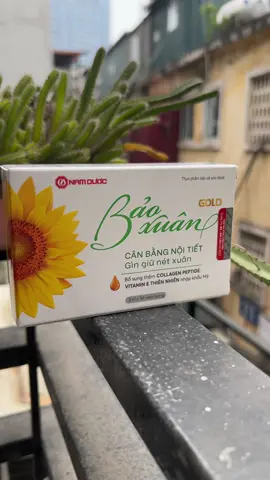 NAM DƯỢC
Thực phẩm bảo vệ sức khỏe
Bảo xuân
GOLD
CÂN BẰNG NỘI TIẾT
Gìn giữ nét xuân
Bổ sung thêm COLLAGEN PEPTIDE
VITAMIN E THIÊN NHIÊN nhập khẩu Mỹ